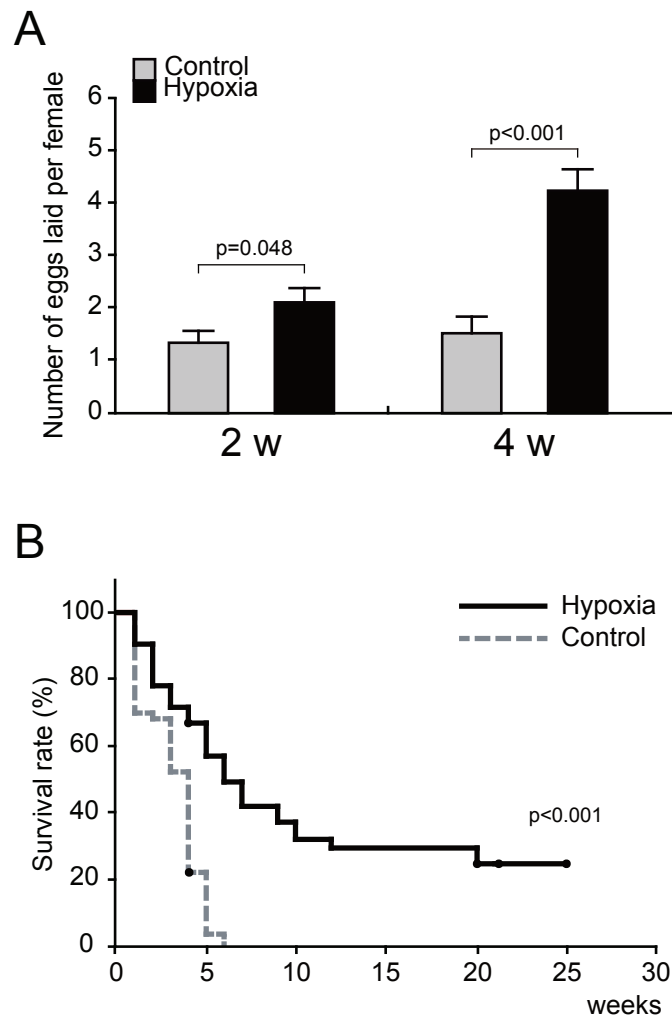 A
Control
Hypoxia
Number of eggs laid per female
6
5
4
3
2
1
0
p=0.048
p<0.001
2 w
4 w
B
Survival rate (%)
100
80
60
40
20
0
Hypoxia
Control
p<0.001
0 5 10 15 20 25 30
weeks